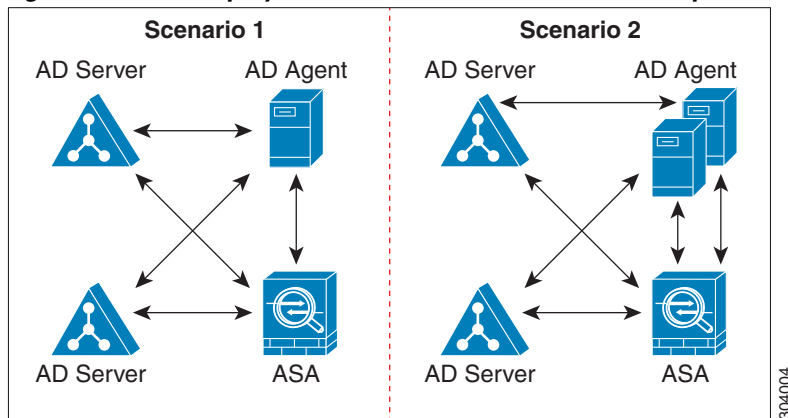 Scenario 1
AD Server AD Agent
AD Server ASA
Scenario 2
AD Server AD Agent
AD Server ASA
304004